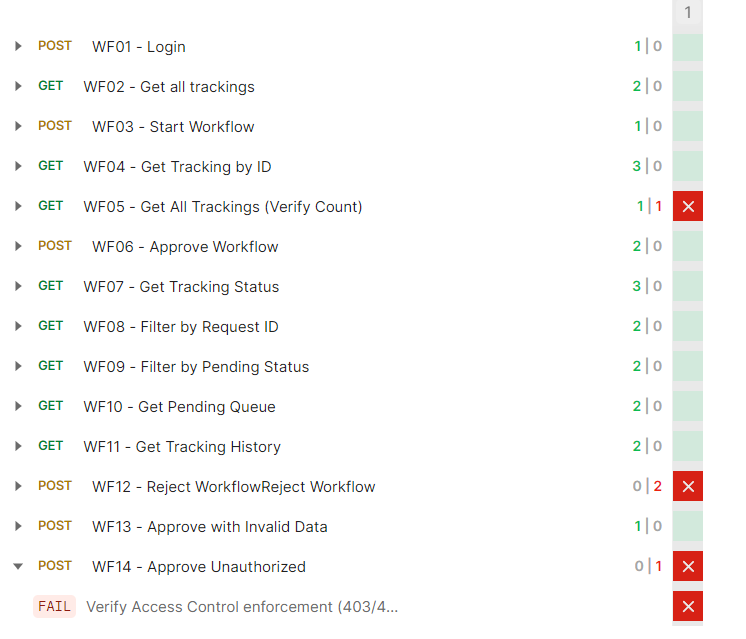 1
POST WF01 - Login 1|0
GET WF02 - Get all trackings 2|0
POST WF03 - Start Workflow 1|0
GET WF04 - Get Tracking by ID 3|0
GET WF05 - Get All Trackings (Verify Count) 1|1
POST WF06 - Approve Workflow 2|0
GET WF07 - Get Tracking Status 3|0
GET WF08 - Filter by Request ID 2|0
GET WF09 - Filter by Pending Status 2|0
GET WF10 - Get Pending Queue 2|0
GET WF11 - Get Tracking History 2|0
POST WF12 - Reject WorkflowReject Workflow 0|2
POST WF13 - Approve with Invalid Data 1|0
POST WF14 - Approve Unauthorized 0|1
FAIL Verify Access Control enforcement (403/4...